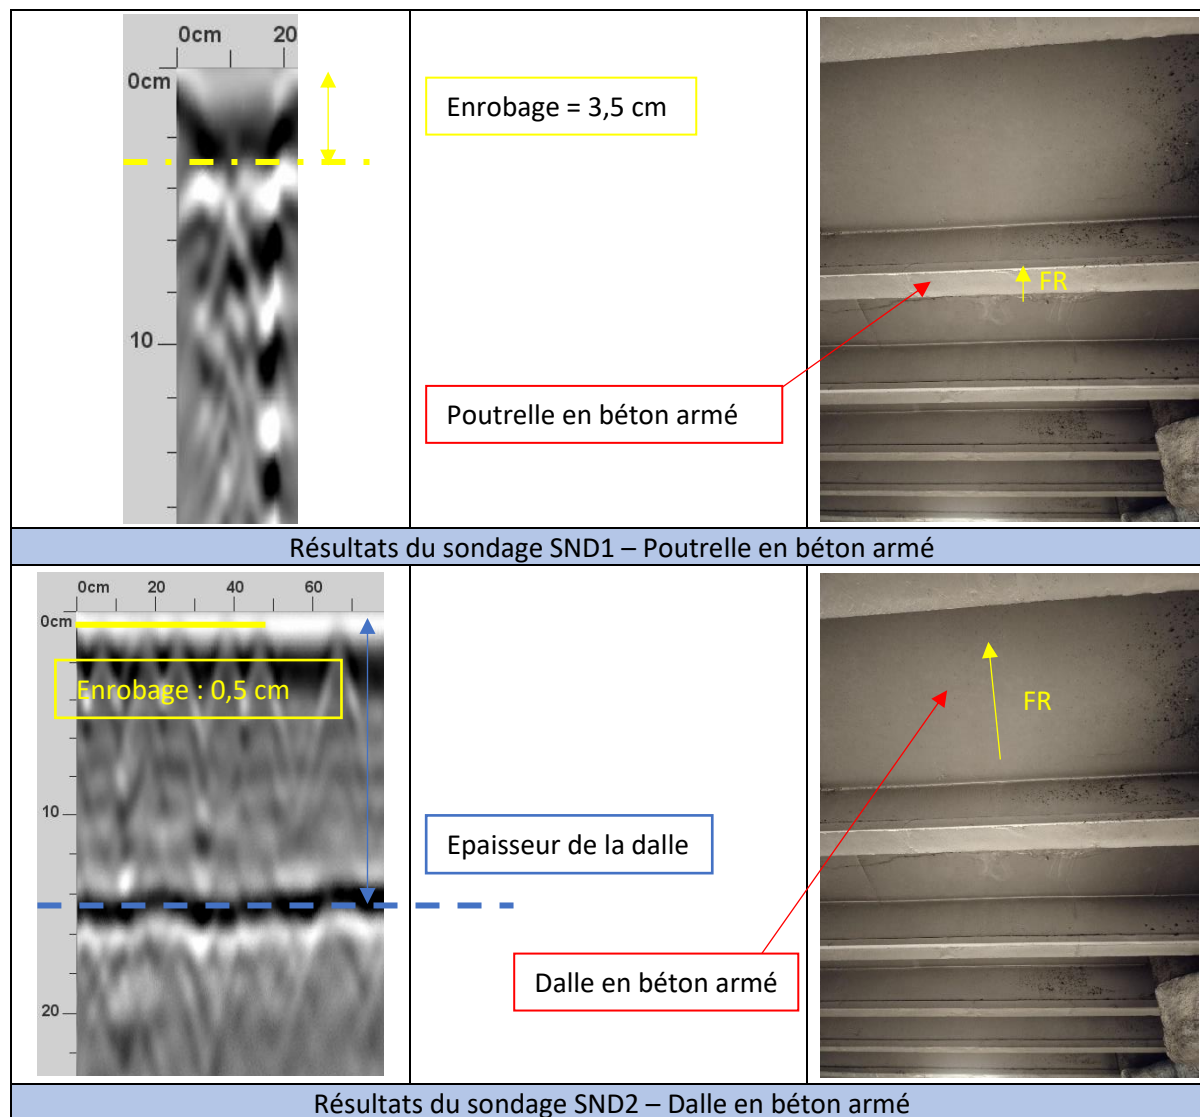 0cm 20
0cm
10
Enrobage = 3,5 cm
Poutrelle en béton armé
FR
Résultats du sondage SND1 – Poutrelle en béton armé
0cm 20 40 60
0cm
10
20
Enrobage : 0,5 cm
Epaisseur de la dalle
Dalle en béton armé
FR
Résultats du sondage SND2 – Dalle en béton armé